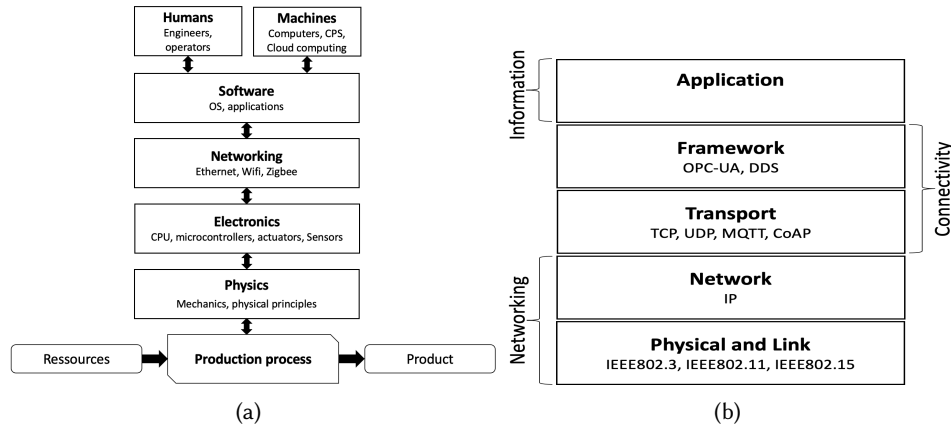 Humans
Engineers,
operators
Machines
Computers, CPS,
Cloud computing
Software
OS, applications
Networking
Ethernet, Wifi, Zigbee
Electronics
CPU, microcontrollers, actuators, Sensors
Physics
Mechanics, physical principles
Ressources
Production process
Product
(a)
Information
Application
Framework
OPC-UA, DDS
Transport
TCP, UDP, MQTT, CoAP
Connectivity
Networking
Network
IP
Physical and Link
IEEE802.3, IEEE802.11, IEEE802.15
(b)